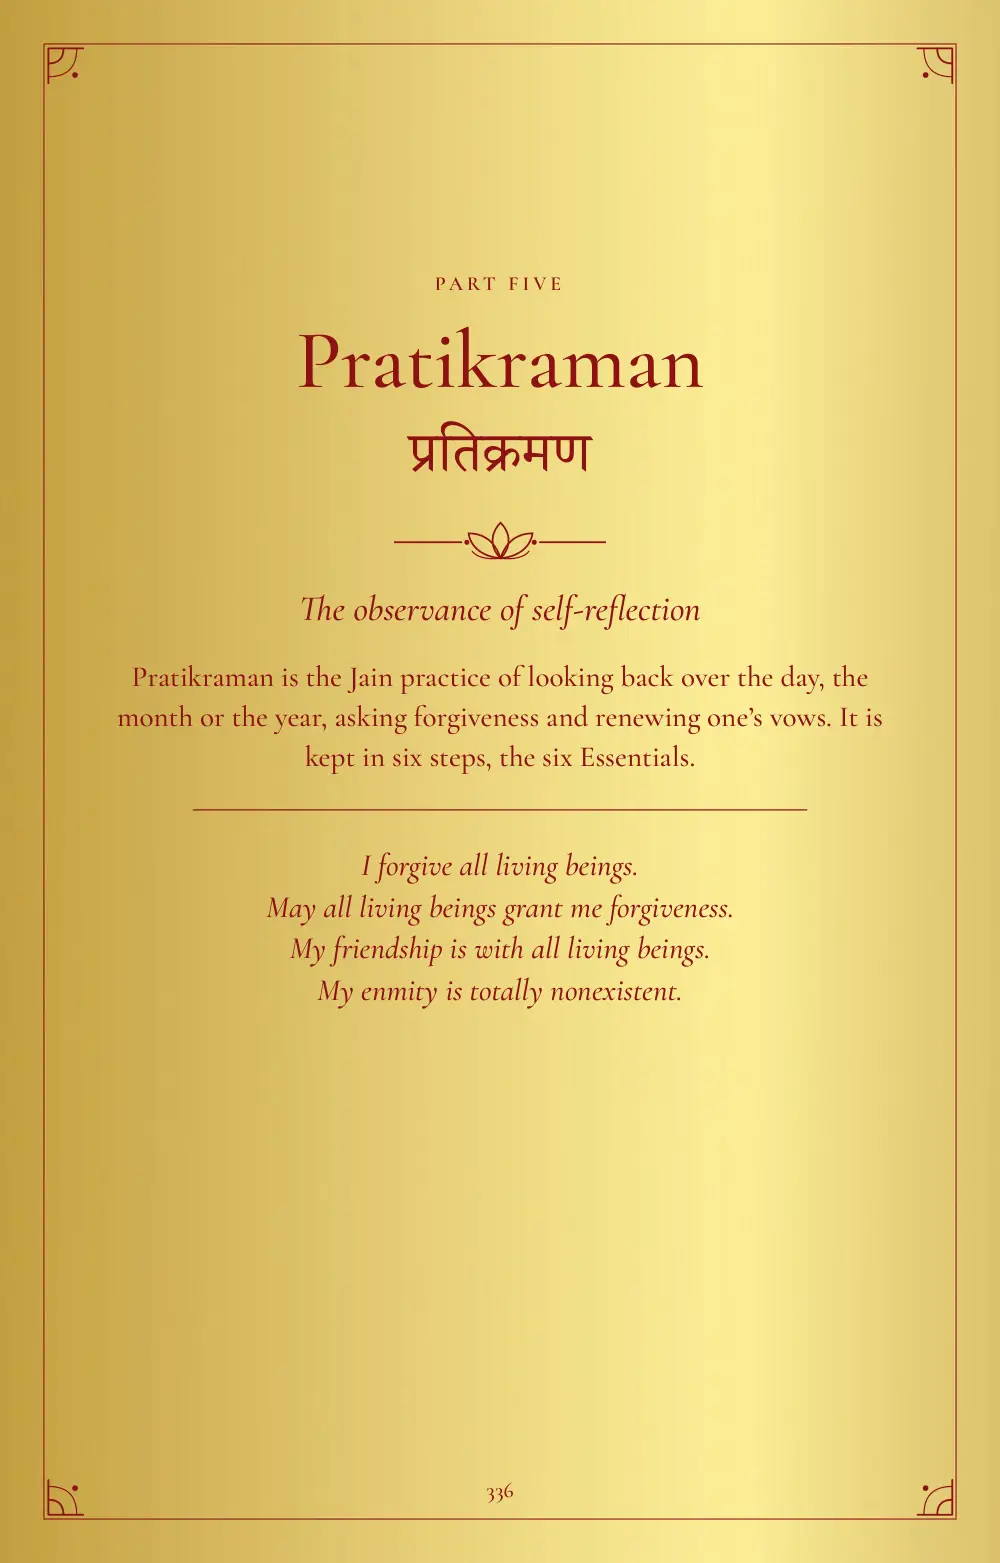 PART FIVE
Pratikraman
प्रतिक्रमण
The observance of self-reflection
Pratikraman is the Jain practice of looking back over the day, the
month or the year, asking forgiveness and renewing one’s vows. It is
kept in six steps, the six Essentials.
I forgive all living beings.
May all living beings grant me forgiveness.
My friendship is with all living beings.
My enmity is totally nonexistent.
336